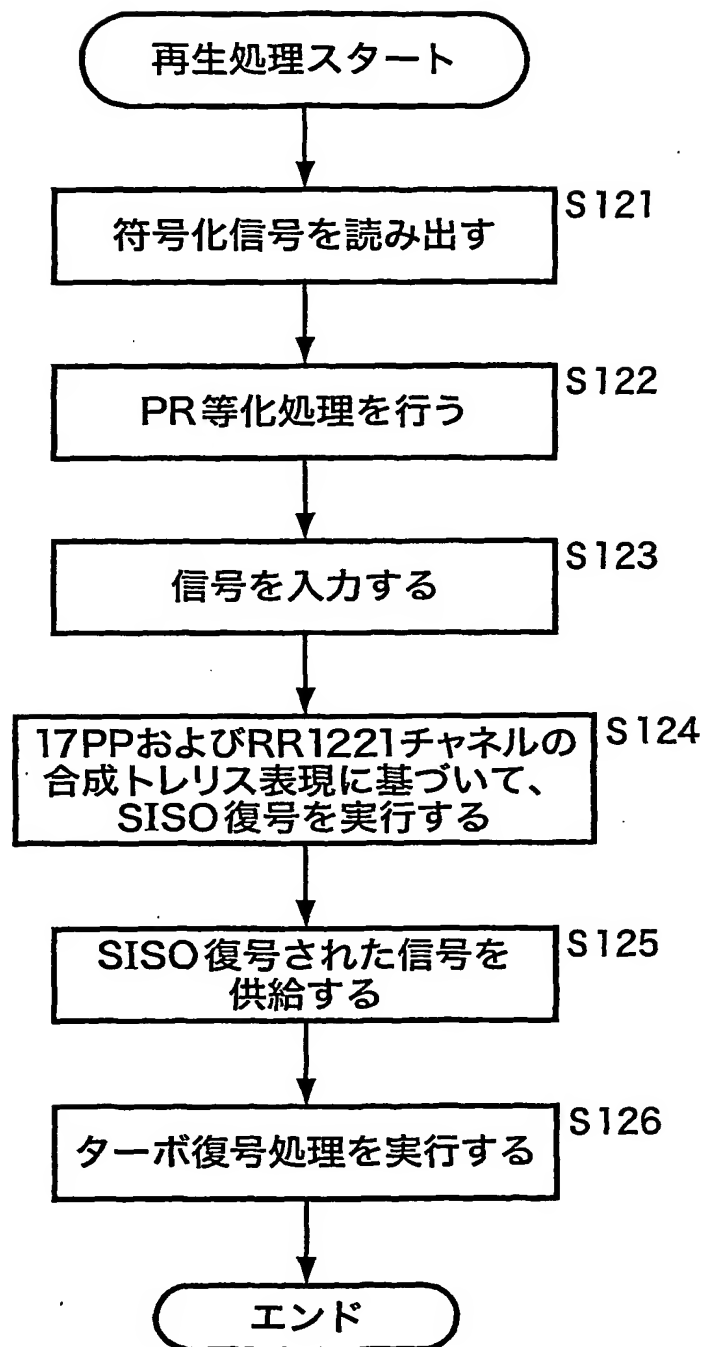 再生処理スタート
S121
符号化信号を読み出す
S122
PR等化処理を行う
S123
信号を入力する
S124
17PPおよびRR1221チャネルの
合成トレリス表現に基づいて、
SISO復号を実行する
S125
SISO復号された信号を
供給する
S126
ターボ復号処理を実行する
エンド